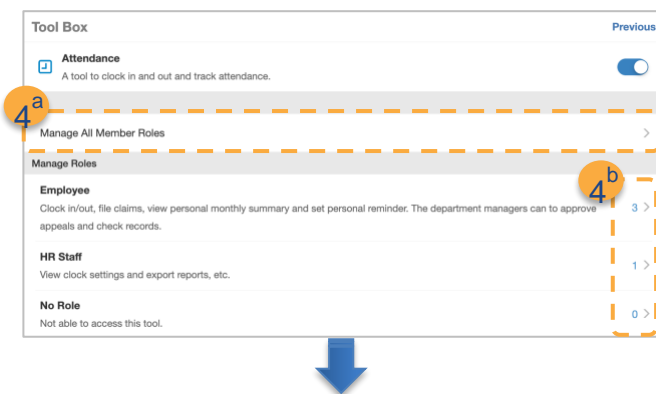 Tool Box Previous
Attendance
A tool to clock in and out and track attendance.
4a
Manage All Member Roles
Manage Roles
4b
Employee
Clock in/out, file claims, view personal monthly summary and set personal reminder. The department managers can to approve 3
appeals and check records.
HR Staff
View clock settings and export reports, etc. 1
No Role
Not able to access this tool. 0